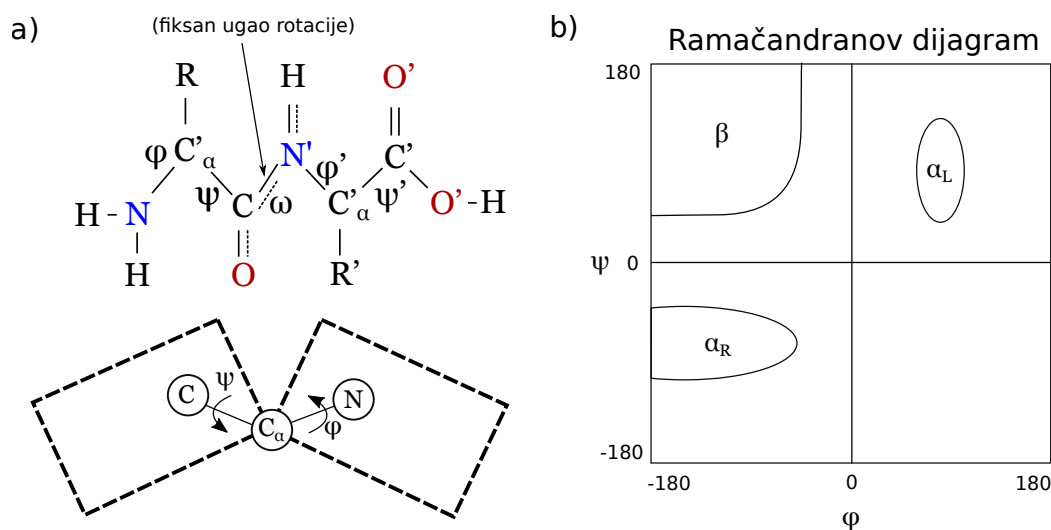 a)
(fiksan ugao rotacije)
R H O’
φ C’α N' φ’ C’
ψ C ω C’α ψ’ O’-H
H-N
H O R’
C ψ Cα φ N
b)
Ramačandranov dijagram
180
β
αL
ψ 0
αR
-180
-180 0 180
φ